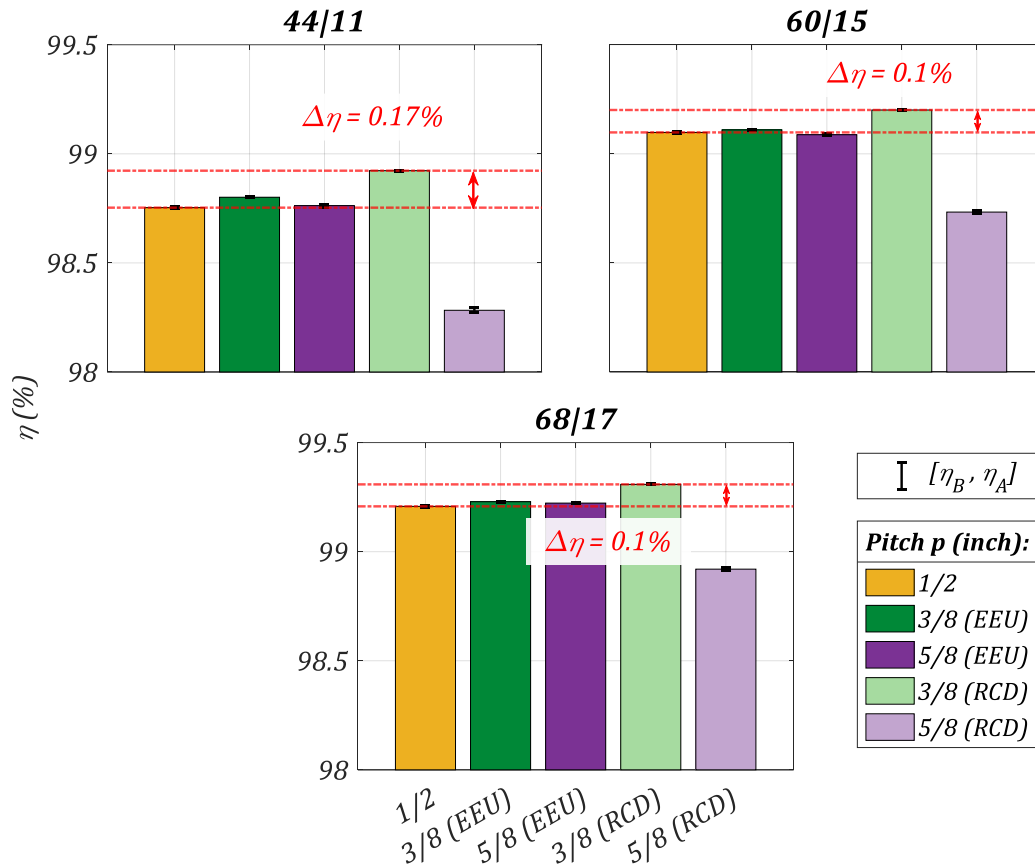 44|11
99.5
99
98.5
98
Δη = 0.17%
60|15
Δη = 0.1%
η (%)
68|17
99.5
99
98.5
98
Δη = 0.1%
1/2
3/8 (EEU)
5/8 (EEU)
3/8 (RCD)
5/8 (RCD)
[η_B , η_A]
Pitch p (inch):
1/2
3/8 (EEU)
5/8 (EEU)
3/8 (RCD)
5/8 (RCD)